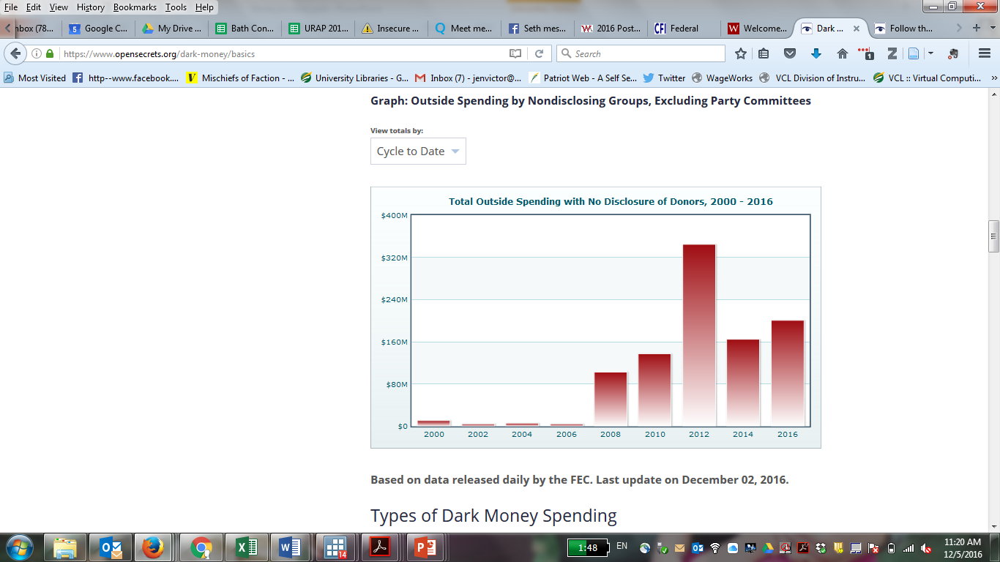 File Edit View History Bookmarks Tools Help
nbox (78... Google C... My Drive ... Bath Con... URAP 201... Insecure ... Meet me... Seth mes... 2016 Post... CFI Federal Welcome... Dark ... Follow th...
https://www.opensecrets.org/dark-money/basics Search
Most Visited http--www.facebook.... Mischiefs of Faction - ... University Libraries - G... Inbox (7) - jenvictor@... Patriot Web - A Self Se... Twitter WageWorks VCL Division of Instru... VCL :: Virtual Computi...
Graph: Outside Spending by Nondisclosing Groups, Excluding Party Committees
View totals by:
Cycle to Date
Total Outside Spending with No Disclosure of Donors, 2000 - 2016
$400M
$320M
$240M
$160M
$80M
$0
2000 2002 2004 2006 2008 2010 2012 2014 2016
Based on data released daily by the FEC. Last update on December 02, 2016.
Types of Dark Money Spending
14 1:48 EN 11:20 AM
12/5/2016